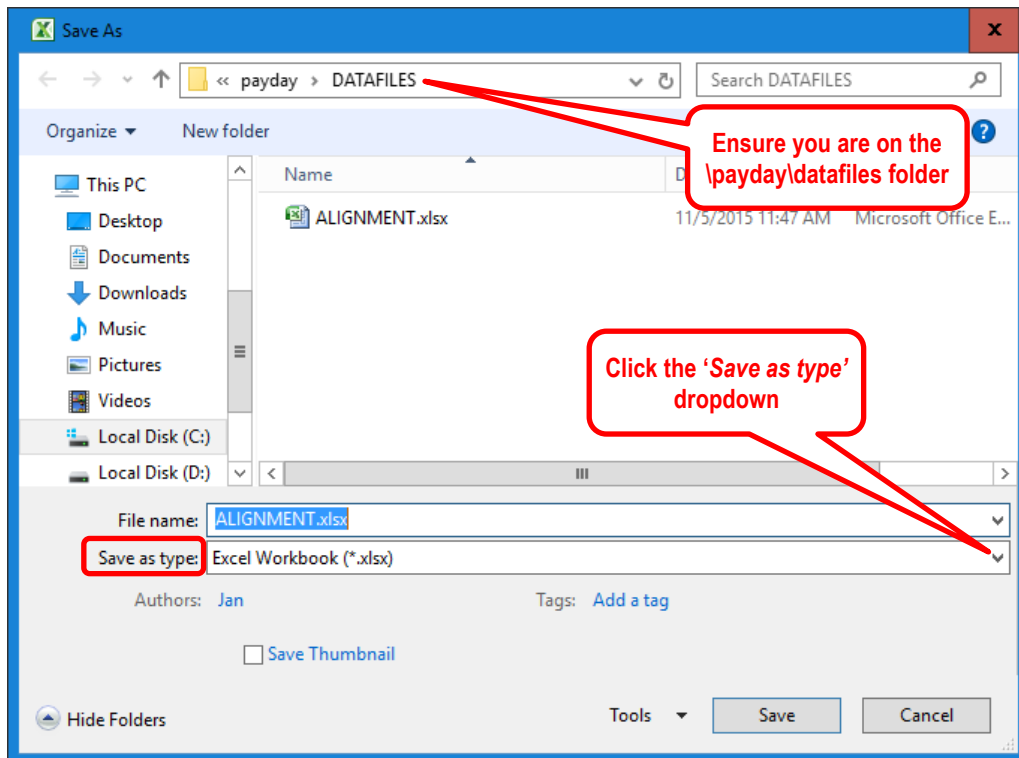 Save As
x
« payday > DATAFILES
Search DATAFILES
Organize
New folder
?
Ensure you are on the
\payday\datafiles folder
Name
D
This PC
Desktop
Documents
Downloads
Music
Pictures
Videos
Local Disk (C:)
Local Disk (D:)
ALIGNMENT.xlsx
11/5/2015 11:47 AM
Microsoft Office E...
Click the ‘Save as type’
dropdown
File name:
ALIGNMENT.xlsx
Save as type:
Excel Workbook (*.xlsx)
Authors:
Jan
Tags:
Add a tag
Save Thumbnail
Hide Folders
Tools
Save
Cancel